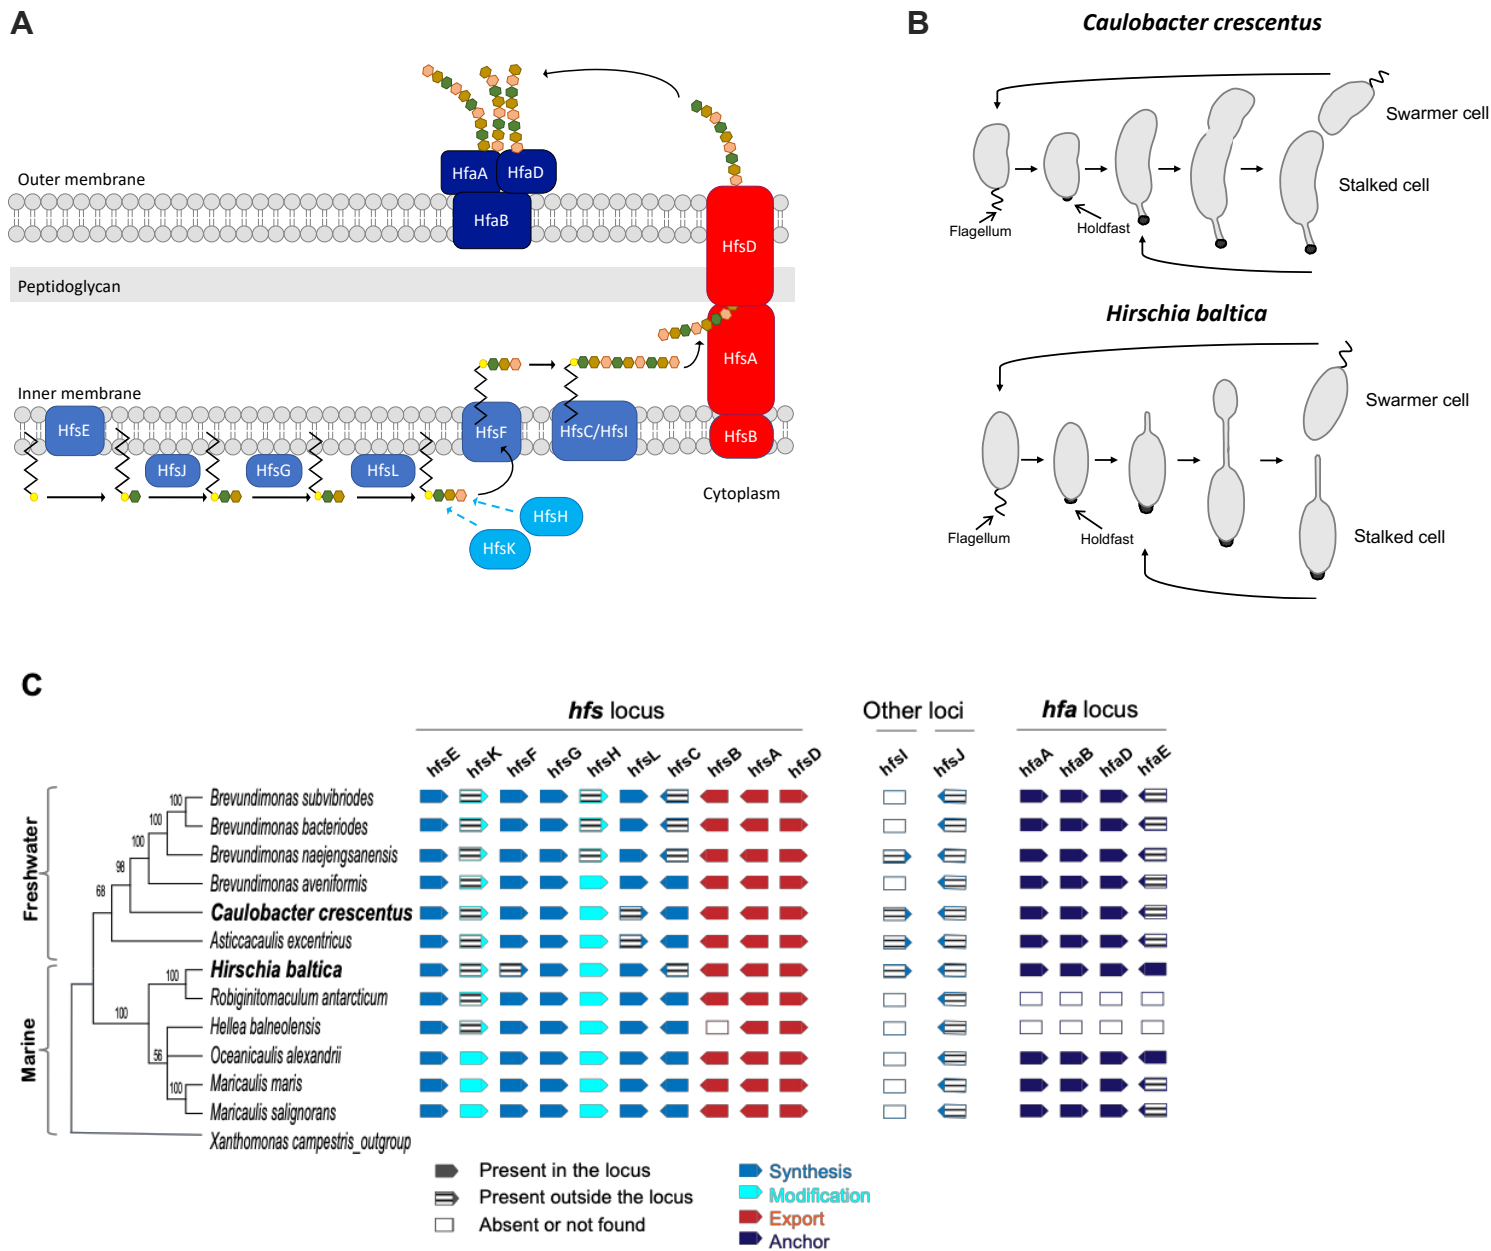 A
Outer membrane
HfaA
HfaD
HfaB
HfsD
Peptidoglycan
HfsA
Inner membrane
HfsE
HfsF
HfsC/HfsI
HfsB
HfsJ
HfsG
HfsL
Cytoplasm
HfsH
HfsK
B
Caulobacter crescentus
Swarmer cell
Stalked cell
Flagellum
Holdfast
Hirschia baltica
Swarmer cell
Flagellum
Holdfast
Stalked cell
C
hfs locus
Other loci
hfa locus
hfsE hfsK hfsF hfsG hfsH hfsL hfsC hfsB hfsA hfsD hfsI hfsJ hfaA hfaB hfaD hfaE
Freshwater
Marine
100 Brevundimonas subvibriodes
100 Brevundimonas bacteriodes
100 Brevundimonas naejengsanensis
98 Brevundimonas aveniformis
68 Caulobacter crescentus
Asticcacaulis excentricus
100 Hirschia baltica
Robiginitomaculum antarcticum
100 Hellea balneolensis
56 Oceanicaulis alexandrii
100 Maricaulis maris
Maricaulis salignorans
Xanthomonas campestris_outgroup
Present in the locus
Present outside the locus
Absent or not found
Synthesis
Modification
Export
Anchor